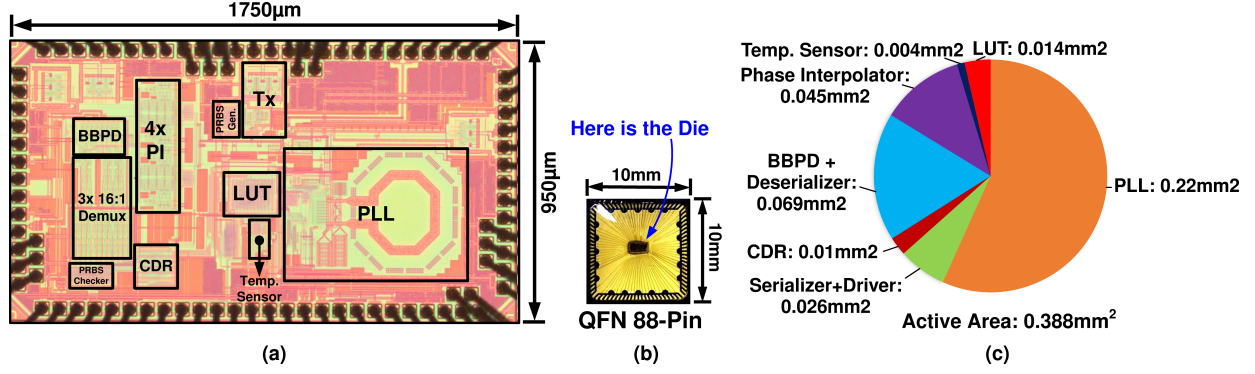 1750µm
950µm
BBPD
4x
PI
PRBS
Gen.
Tx
3x 16:1
Demux
LUT
PLL
PRBS
Checker
CDR
Temp.
Sensor
(a)
Here is the Die
10mm
10mm
QFN 88-Pin
(b)
Temp. Sensor: 0.004mm2
LUT: 0.014mm2
Phase Interpolator:
0.045mm2
BBPD +
Deserializer:
0.069mm2
PLL: 0.22mm2
CDR: 0.01mm2
Serializer+Driver:
0.026mm2
Active Area: 0.388mm²
(c)